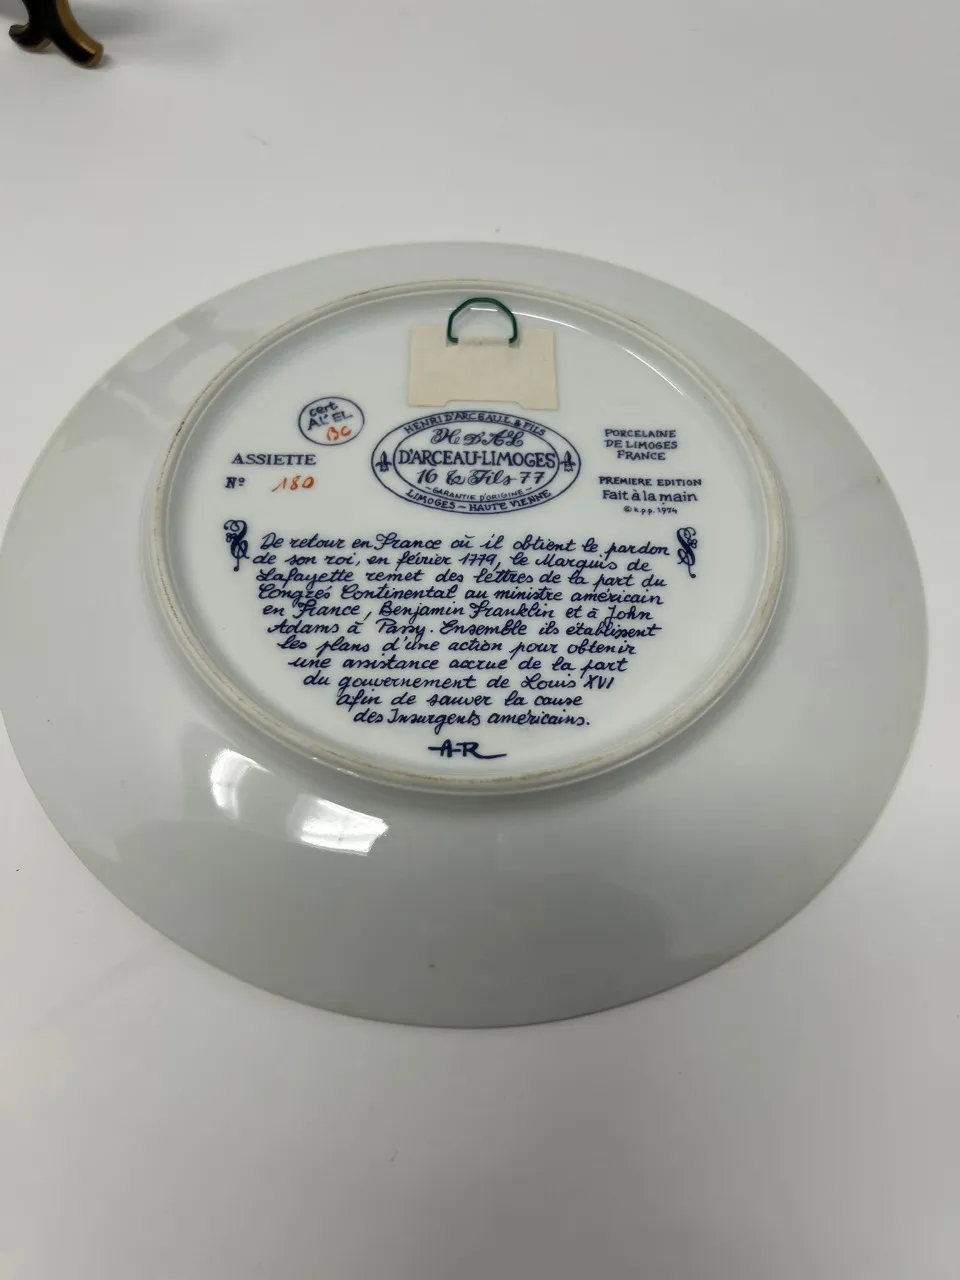 cert
AL'EL
BC
ASSIETTE
Nº 180
HENRI D'ARCEAU L & FILS
H D'A L
D'ARCEAU-LIMOGES
16 & Fils 77
GARANTIE D'ORIGINE
LIMOGES - HAUTE VIENNE
PORCELAINE
DE LIMOGES
FRANCE
PREMIERE EDITION
Fait à la main
© k.p.p. 1974
De retour en France où il obtient le pardon
de son roi, en février 1779, le Marquis de
Lafayette remet des lettres de la part du
Congrés Continental au ministre américain
en France, Benjamin Franklin et à John
Adams à Passy. Ensemble ils établissent
les plans d'une action pour obtenir
une assistance accrue de la part
du gouvernement de Louis XVI
afin de sauver la cause
des Insurgents américains.
A-R